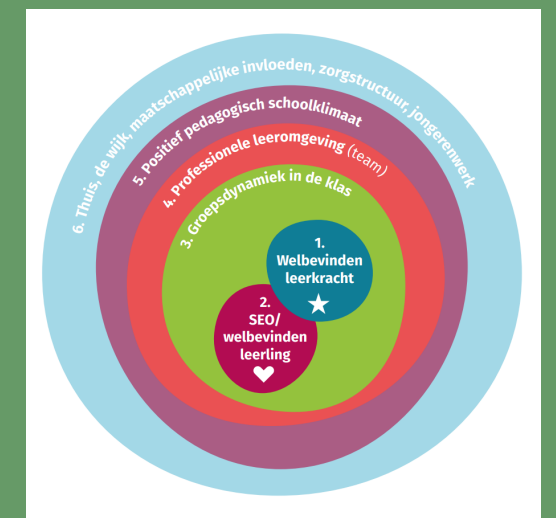 6. Thuis, de wijk, maatschappelijke invloeden, zorgstructuur, jongerenwerk
5. Positief pedagogisch schoolklimaat
4. Professionele leeromgeving (team)
3. Groepsdynamiek in de klas
1.
Welbevinden
leerkracht
2.
SEO/
welbevinden
leerling